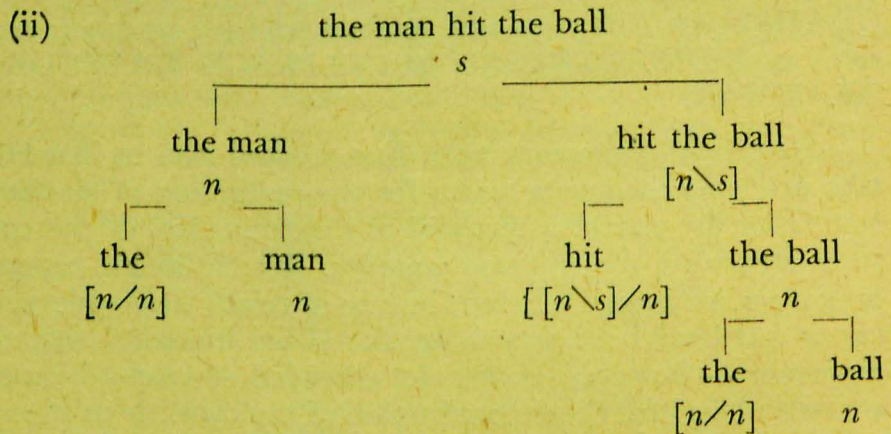 (ii) the man hit the ball
s
the man hit the ball
n [n\s]
the man hit the ball
[n/n] n [ [n\s]/n] n
the ball
[n/n] n